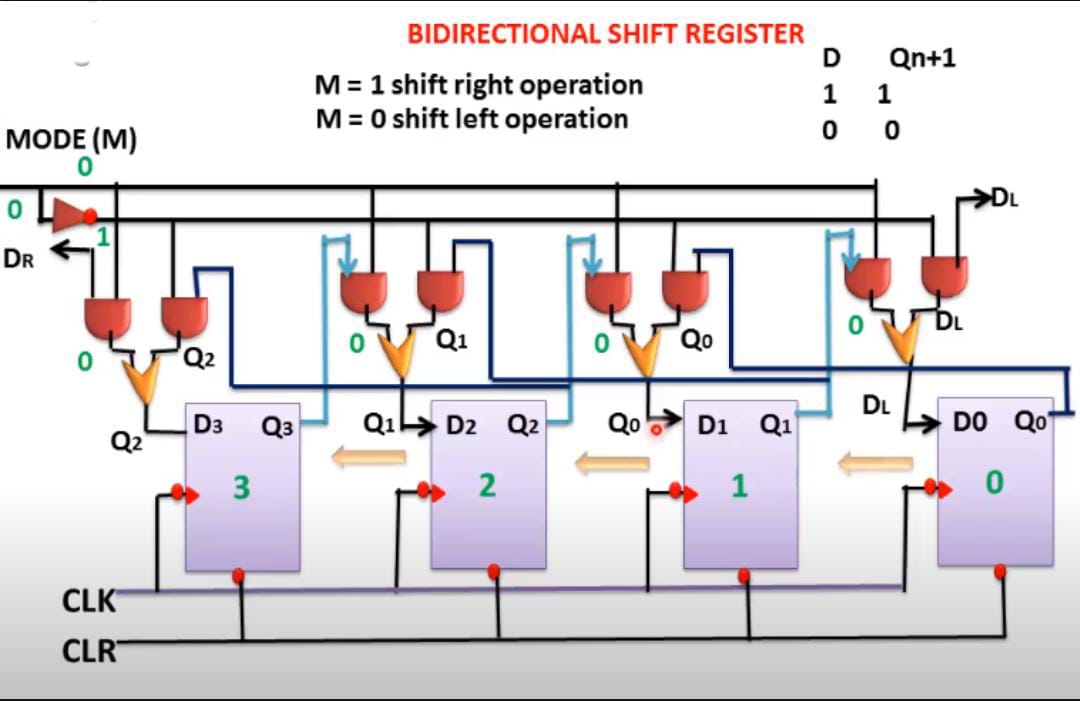 BIDIRECTIONAL SHIFT REGISTER
M = 1 shift right operation
M = 0 shift left operation
D Qn+1
1 1
0 0
MODE (M)
0
0
1
DR
DL
0
Q2
0
Q1
0
Q0
0
DL
Q2
D3 Q3
3
Q1
D2 Q2
2
Q0
D1 Q1
1
DL
D0 Q0
0
CLK
CLR